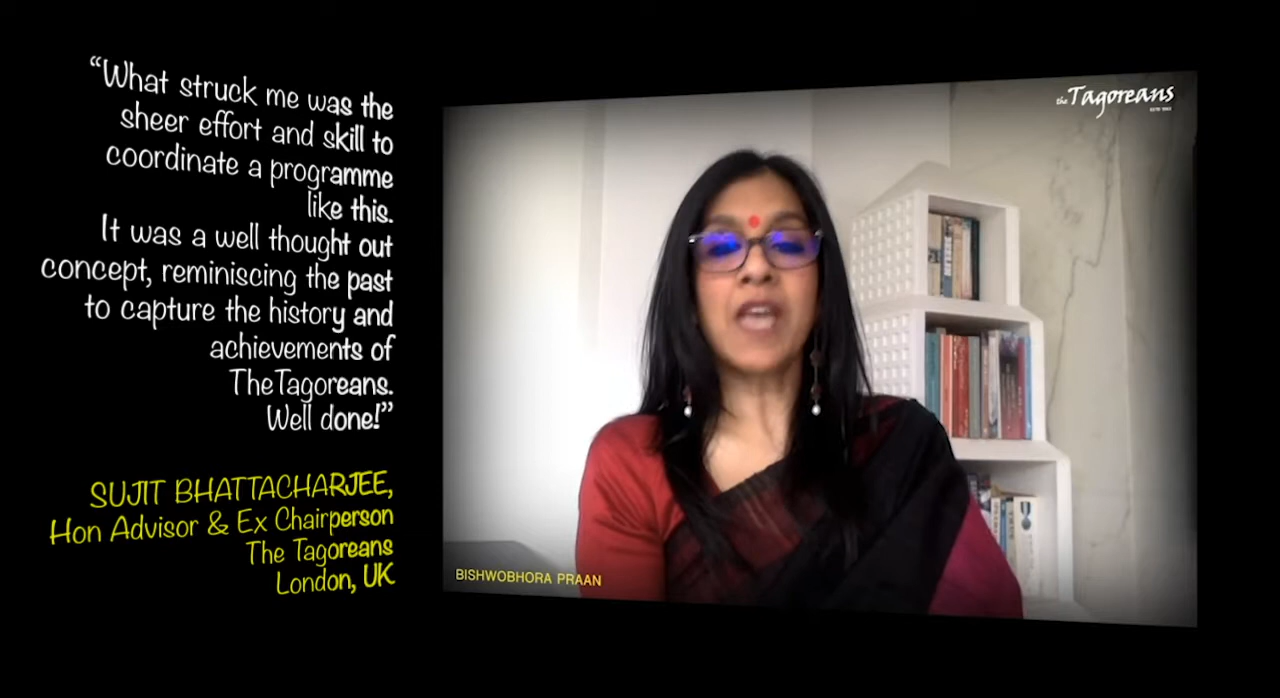 “What struck me was the
sheer effort and skill to
coordinate a programme
like this.
It was a well thought out
concept, reminiscing the past
to capture the history and
achievements of
TheTagoreans.
Well done!”
SUJIT BHATTACHARJEE,
Hon Advisor & Ex Chairperson
The Tagoreans
London, UK
the Tagoreans
BISHWOBHORA PRAAN